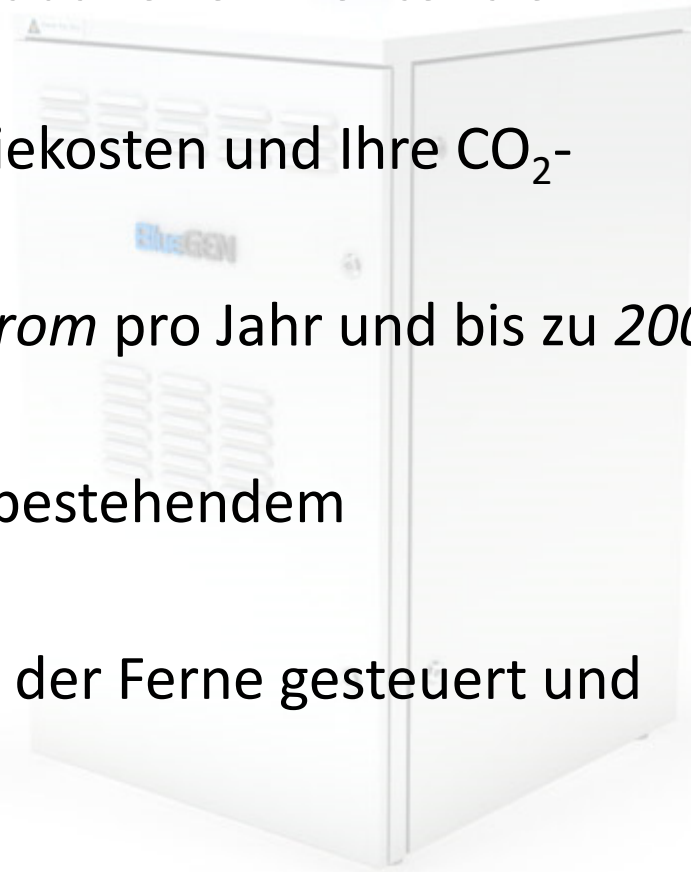 iekosten und Ihre CO₂-
BlueGEN
rom pro Jahr und bis zu 200
bestehendem
der Ferne gesteuert und